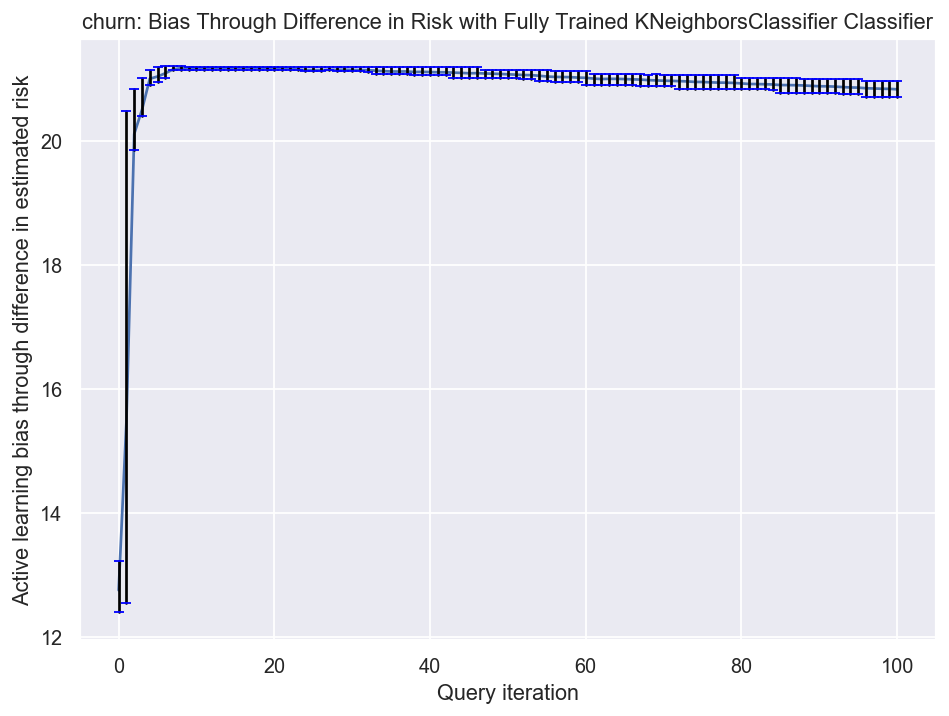 churn: Bias Through Difference in Risk with Fully Trained KNeighborsClassifier Classifier
Active learning bias through difference in estimated risk
20
18
16
14
12
0 20 40 60 80 100
Query iteration